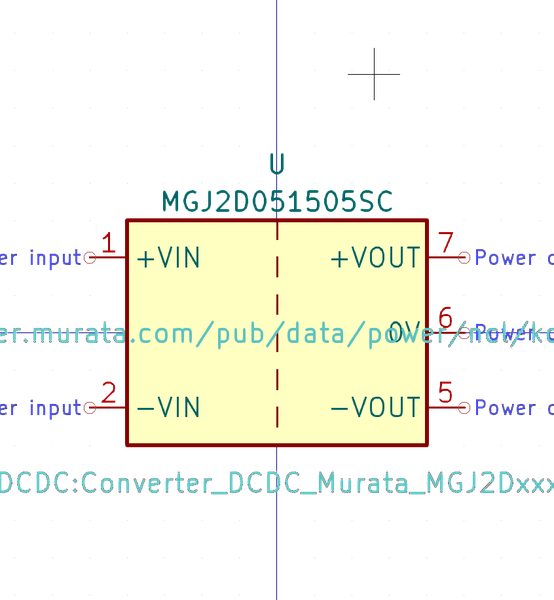 U
MGJ2D051505SC
er input 1 +VIN +VOUT 7 Power o
er.murata.com/pub/data/power/ncl/k
0V 6 Power o
er input 2 -VIN -VOUT 5 Power o
DCDC:Converter_DCDC_Murata_MGJ2Dxxx